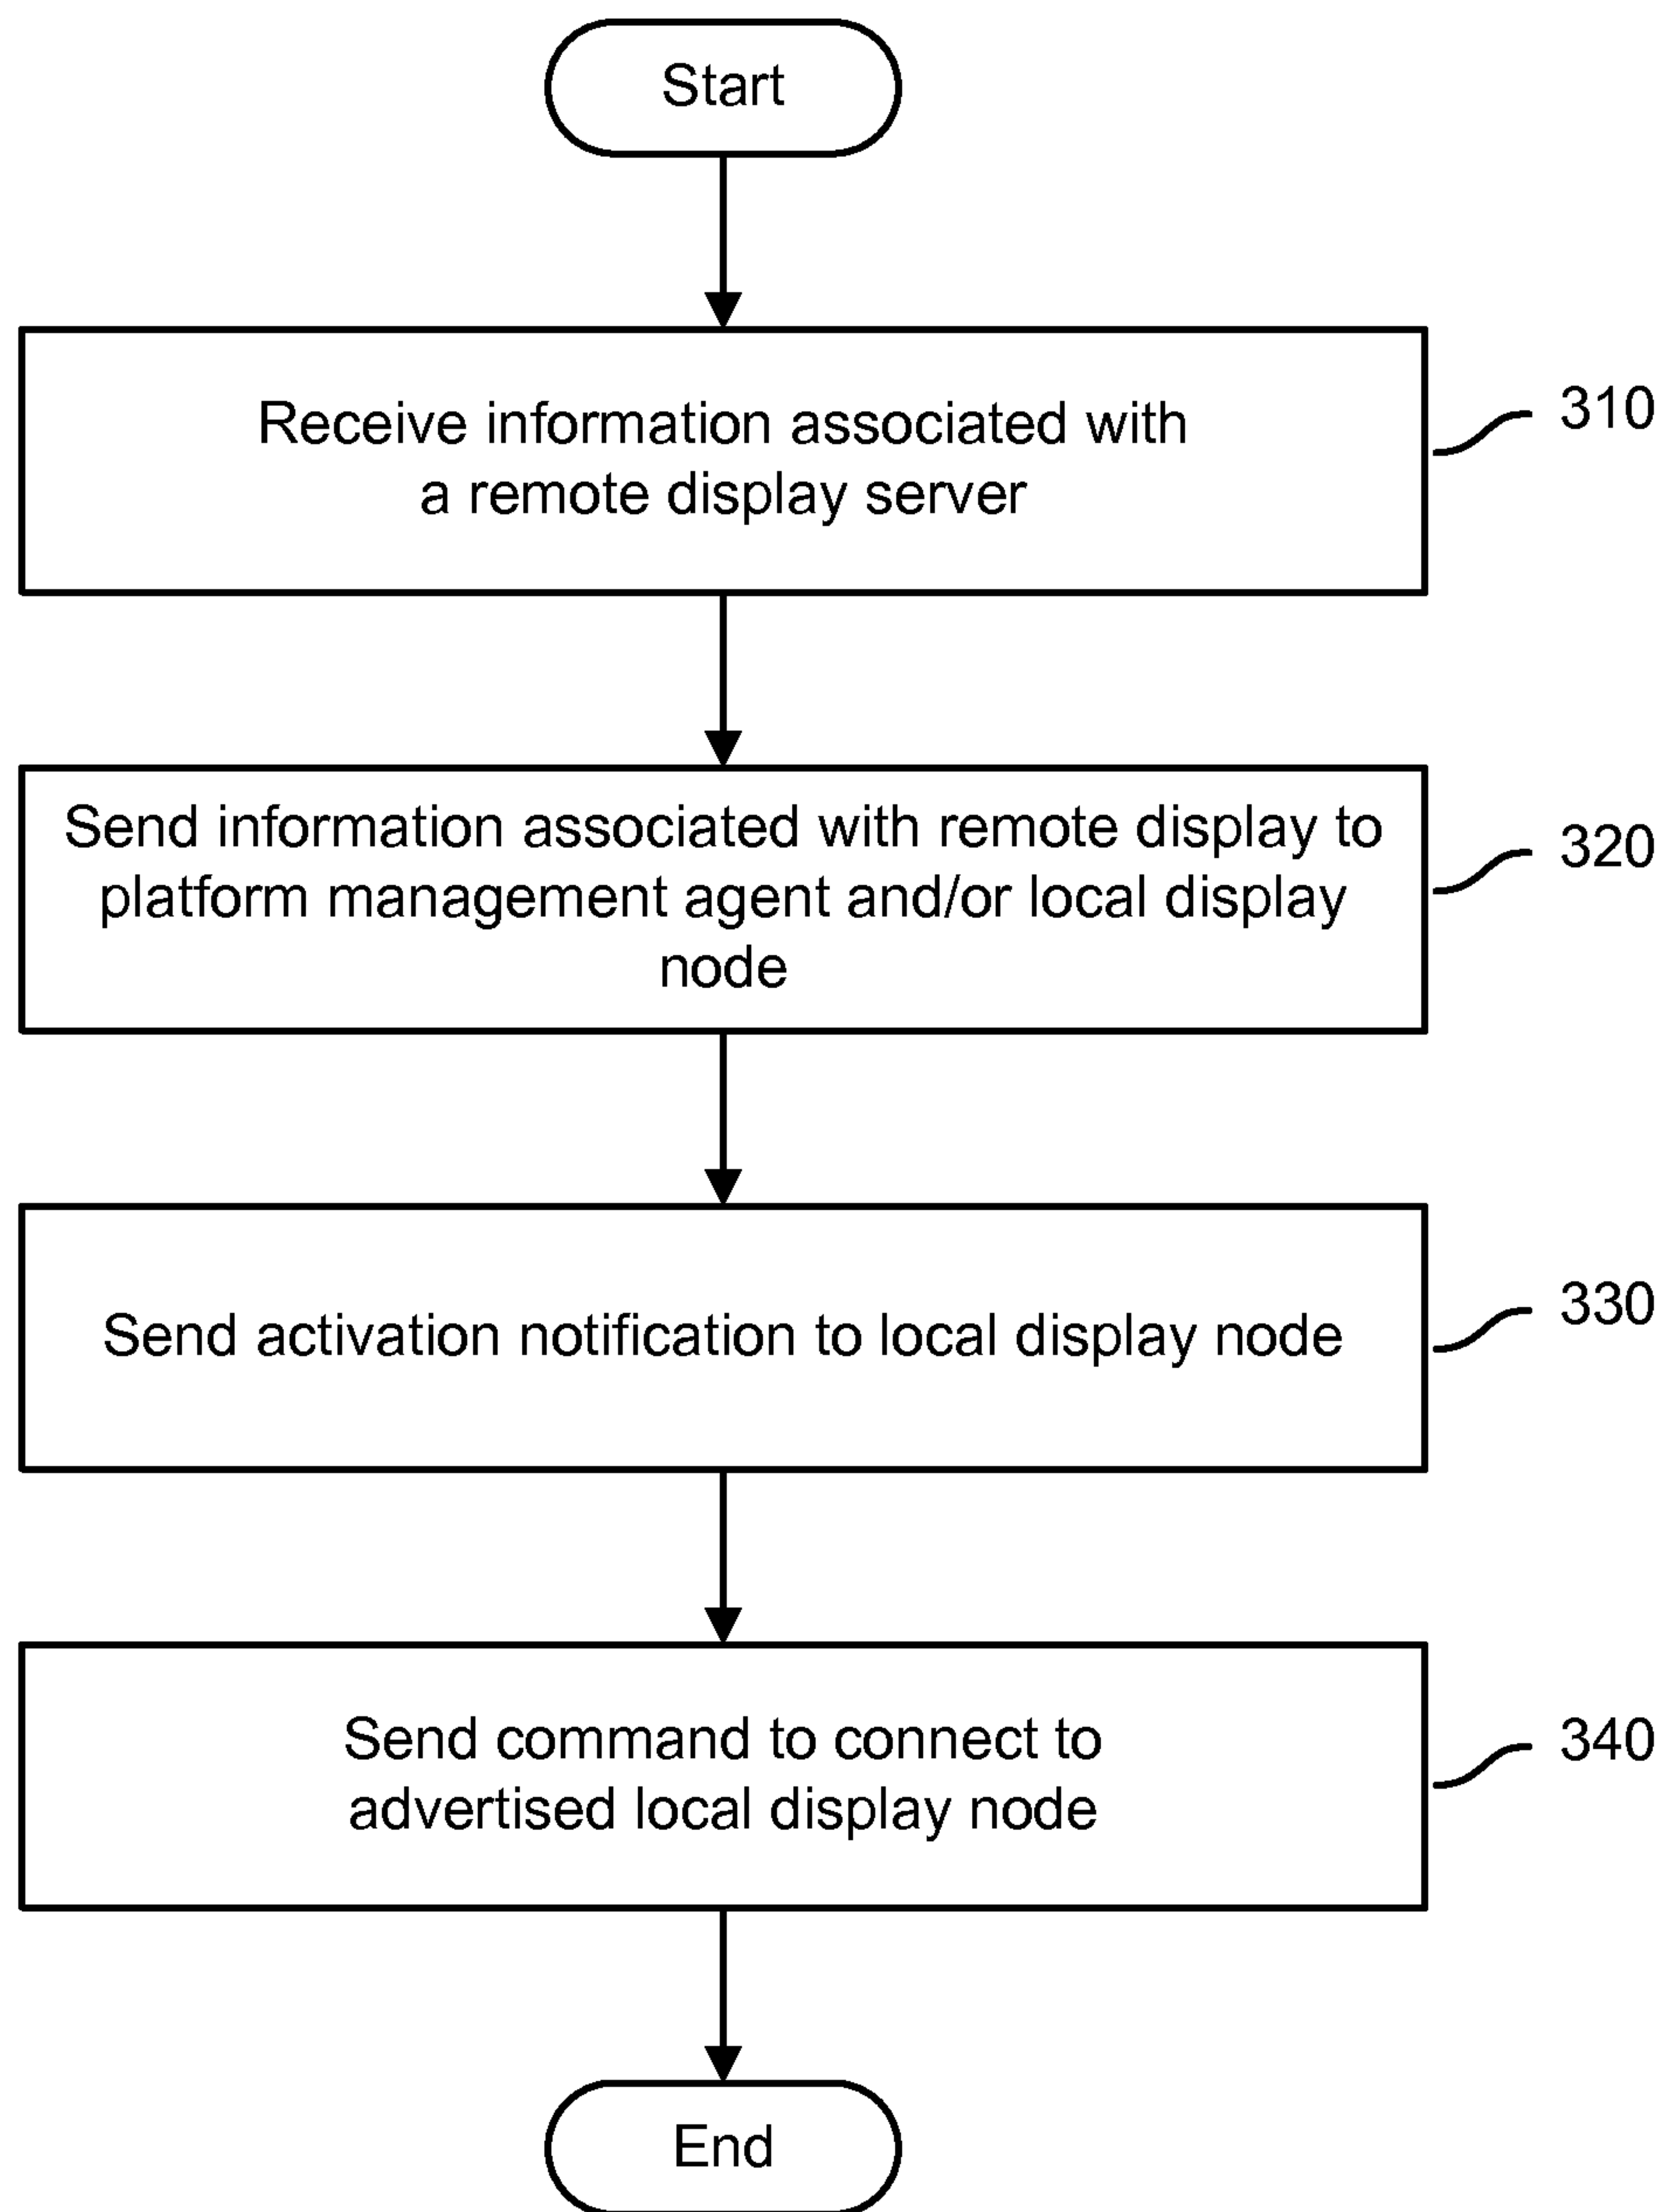 Start
Receive information associated with
a remote display server
310
Send information associated with remote display to
platform management agent and/or local display
node
320
Send activation notification to local display node
330
Send command to connect to
advertised local display node
340
End